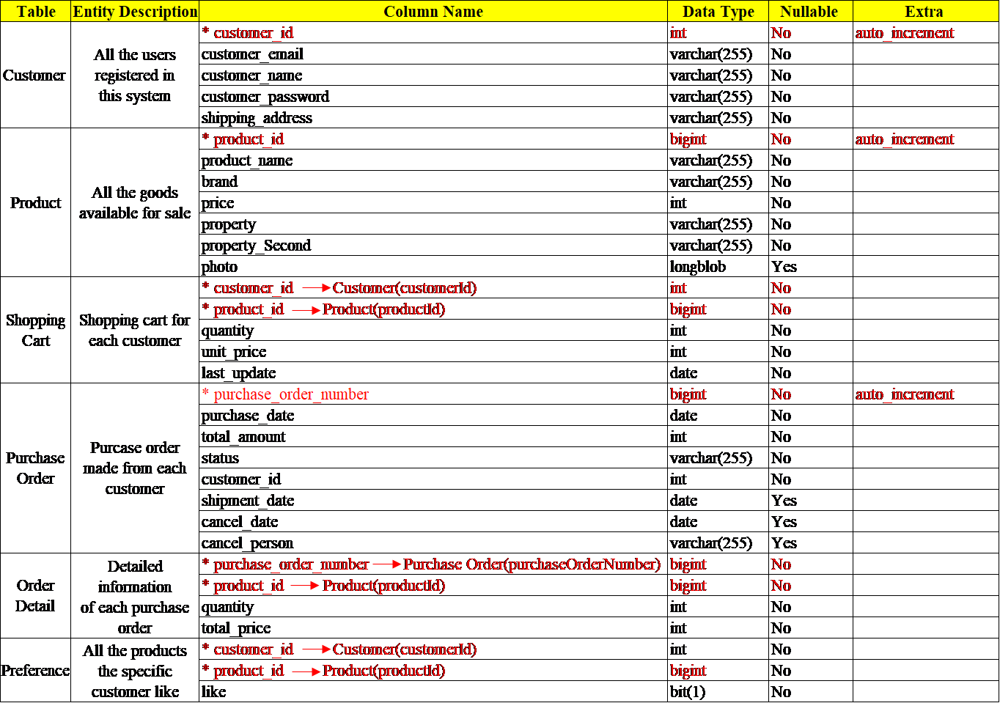 Table Entity Description Column Name Data Type Nullable Extra
* customer_id int No auto_increment
customer_email varchar(255) No
Customer All the users registered in this system customer_name varchar(255) No
customer_password varchar(255) No
shipping_address varchar(255) No
* product_id bigint No auto_increment
product_name varchar(255) No
brand varchar(255) No
Product All the goods available for sale price int No
property varchar(255) No
property_Second varchar(255) No
photo longblob Yes
* customer_id → Customer(customerId) int No
* product_id → Product(productId) bigint No
Shopping Cart Shopping cart for each customer quantity int No
unit_price int No
last_update date No
* purchase_order_number bigint No auto_increment
purchase_date date No
total_amount int No
Purchase Order Purcase order made from each customer status varchar(255) No
customer_id int No
shipment_date date Yes
cancel_date date Yes
cancel_person varchar(255) Yes
* purchase_order_number → Purchase Order(purchaseOrderNumber) bigint No
Order Detail Detailed information of each purchase order * product_id → Product(productId) bigint No
quantity int No
total_price int No
* customer_id → Customer(customerId) int No
Preference All the products the specific customer like * product_id → Product(productId) bigint No
like bit(1) No